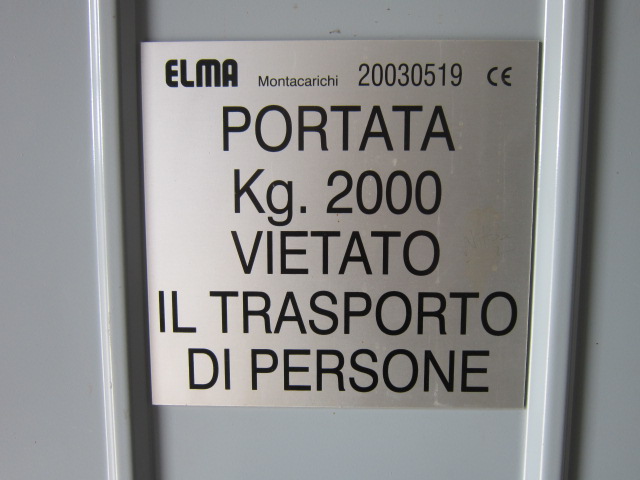 ELMA Montacarichi 20030519 CE
PORTATA
Kg. 2000
VIETATO
IL TRASPORTO
DI PERSONE